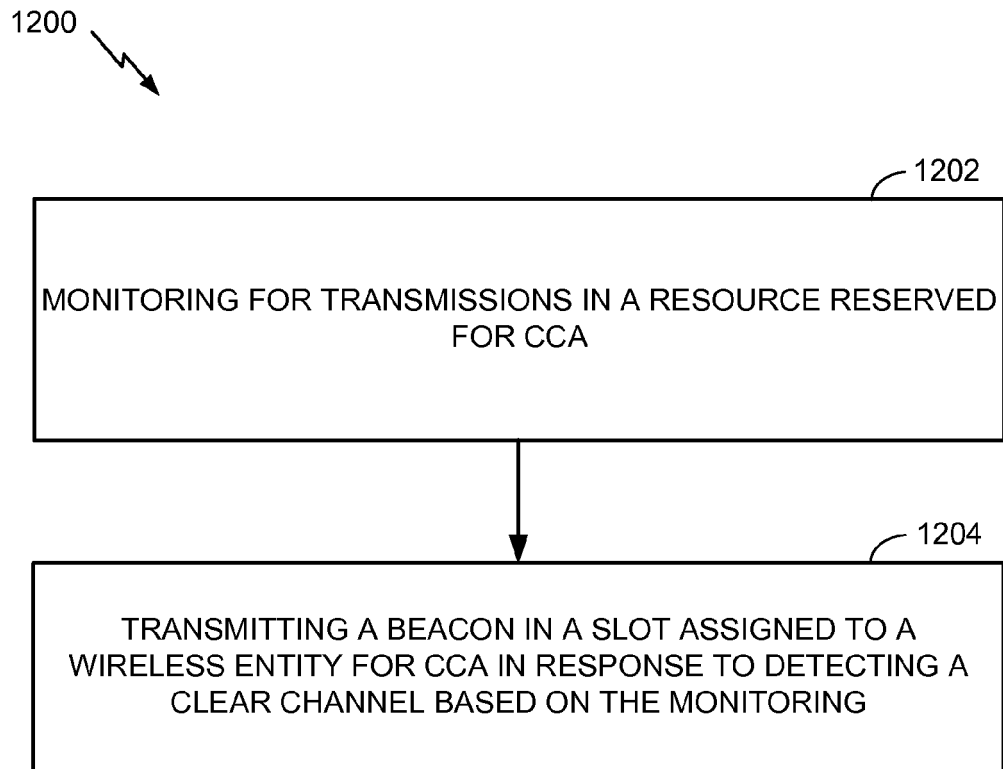 1200
1202
MONITORING FOR TRANSMISSIONS IN A RESOURCE RESERVED
FOR CCA
1204
TRANSMITTING A BEACON IN A SLOT ASSIGNED TO A
WIRELESS ENTITY FOR CCA IN RESPONSE TO DETECTING A
CLEAR CHANNEL BASED ON THE MONITORING